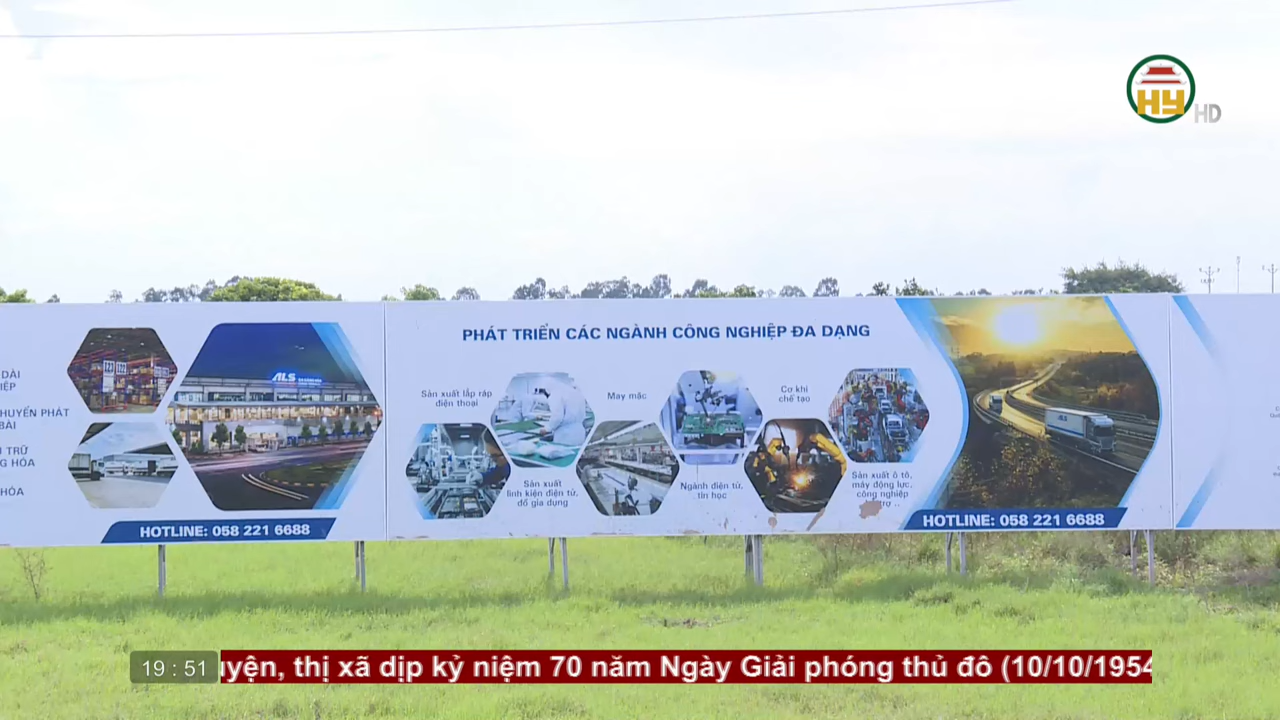 HY HD
PHÁT TRIỂN CÁC NGÀNH CÔNG NGHIỆP ĐA DẠNG
DÀI
IỆP
HUYỂN PHÁT
BÀI
TRỮ
G HÓA
HÓA
ALS
HOTLINE: 058 221 6688
Sản xuất lắp ráp
điện thoại
May mặc
Cơ khí
chế tạo
Sản xuất
linh kiện điện tử,
đồ gia dụng
Ngành điện tử,
tin học
Sản xuất ô tô,
máy động lực,
công nghiệp
trợ ..
ALS
HOTLINE: 058 221 6688
19 : 51
uyện, thị xã dịp kỷ niệm 70 năm Ngày Giải phóng thủ đô (10/10/1954